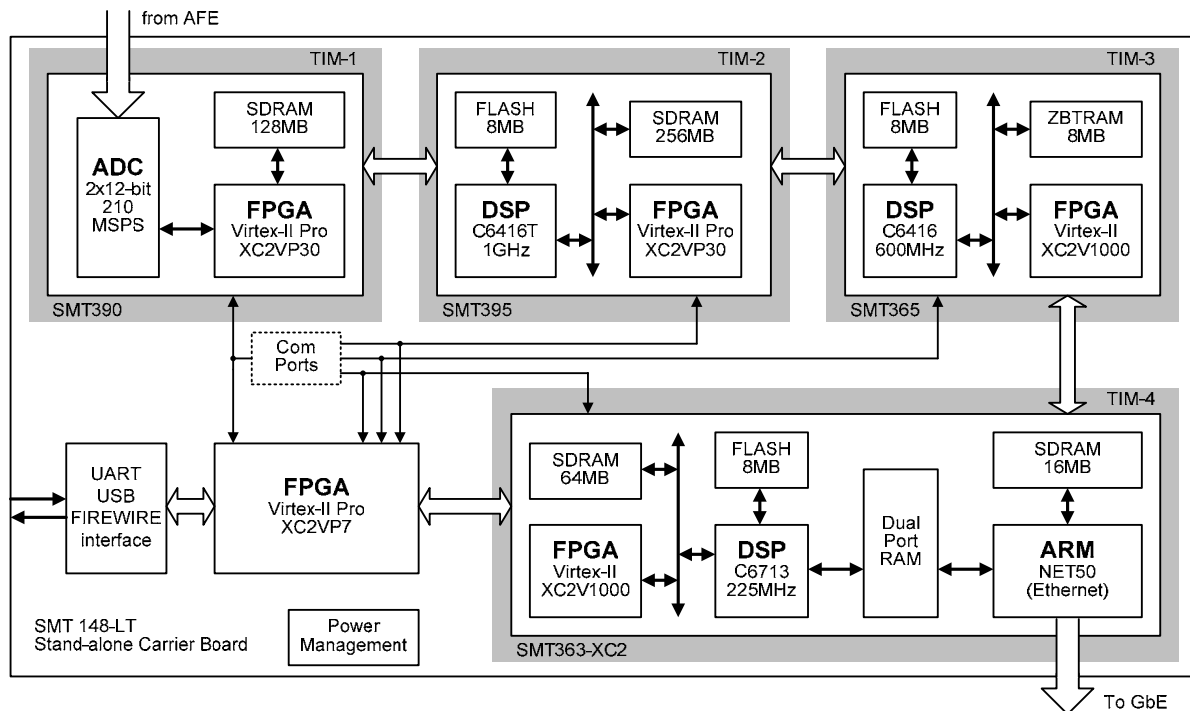 from AFE
TIM-1
SDRAM
128MB
ADC
2x12-bit
210
MSPS
FPGA
Virtex-II Pro
XC2VP30
SMT390
TIM-2
FLASH
8MB
SDRAM
256MB
DSP
C6416T
1GHz
FPGA
Virtex-II Pro
XC2VP30
SMT395
TIM-3
FLASH
8MB
ZBTRAM
8MB
DSP
C6416
600MHz
FPGA
Virtex-II
XC2V1000
SMT365
Com
Ports
UART
USB
FIREWIRE
interface
FPGA
Virtex-II Pro
XC2VP7
TIM-4
SDRAM
64MB
FLASH
8MB
SDRAM
16MB
FPGA
Virtex-II
XC2V1000
DSP
C6713
225MHz
Dual
Port
RAM
ARM
NET50
(Ethernet)
SMT363-XC2
SMT 148-LT
Stand-alone Carrier Board
Power
Management
To GbE